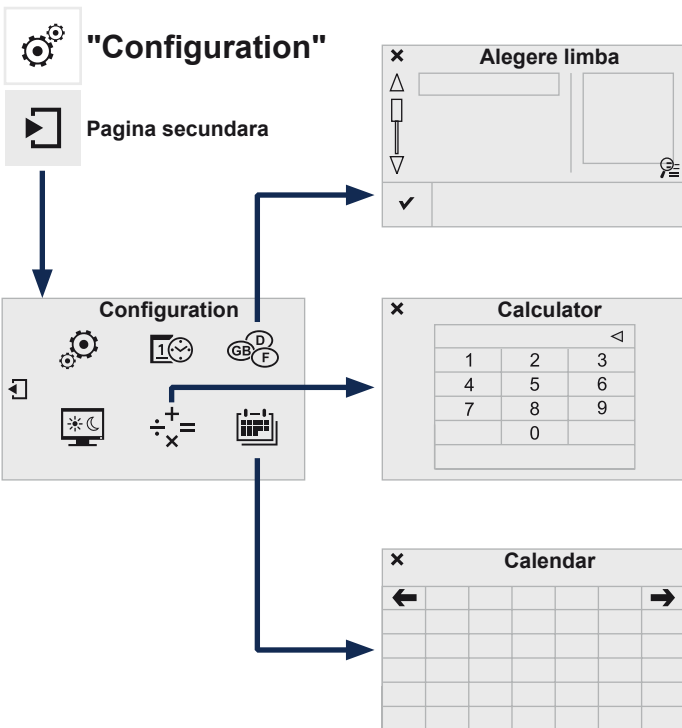 "Configuration"
Pagina secundara
Alegere limba
Configuration
1
GB D F
Calculator
1 2 3
4 5 6
7 8 9
0
Calendar